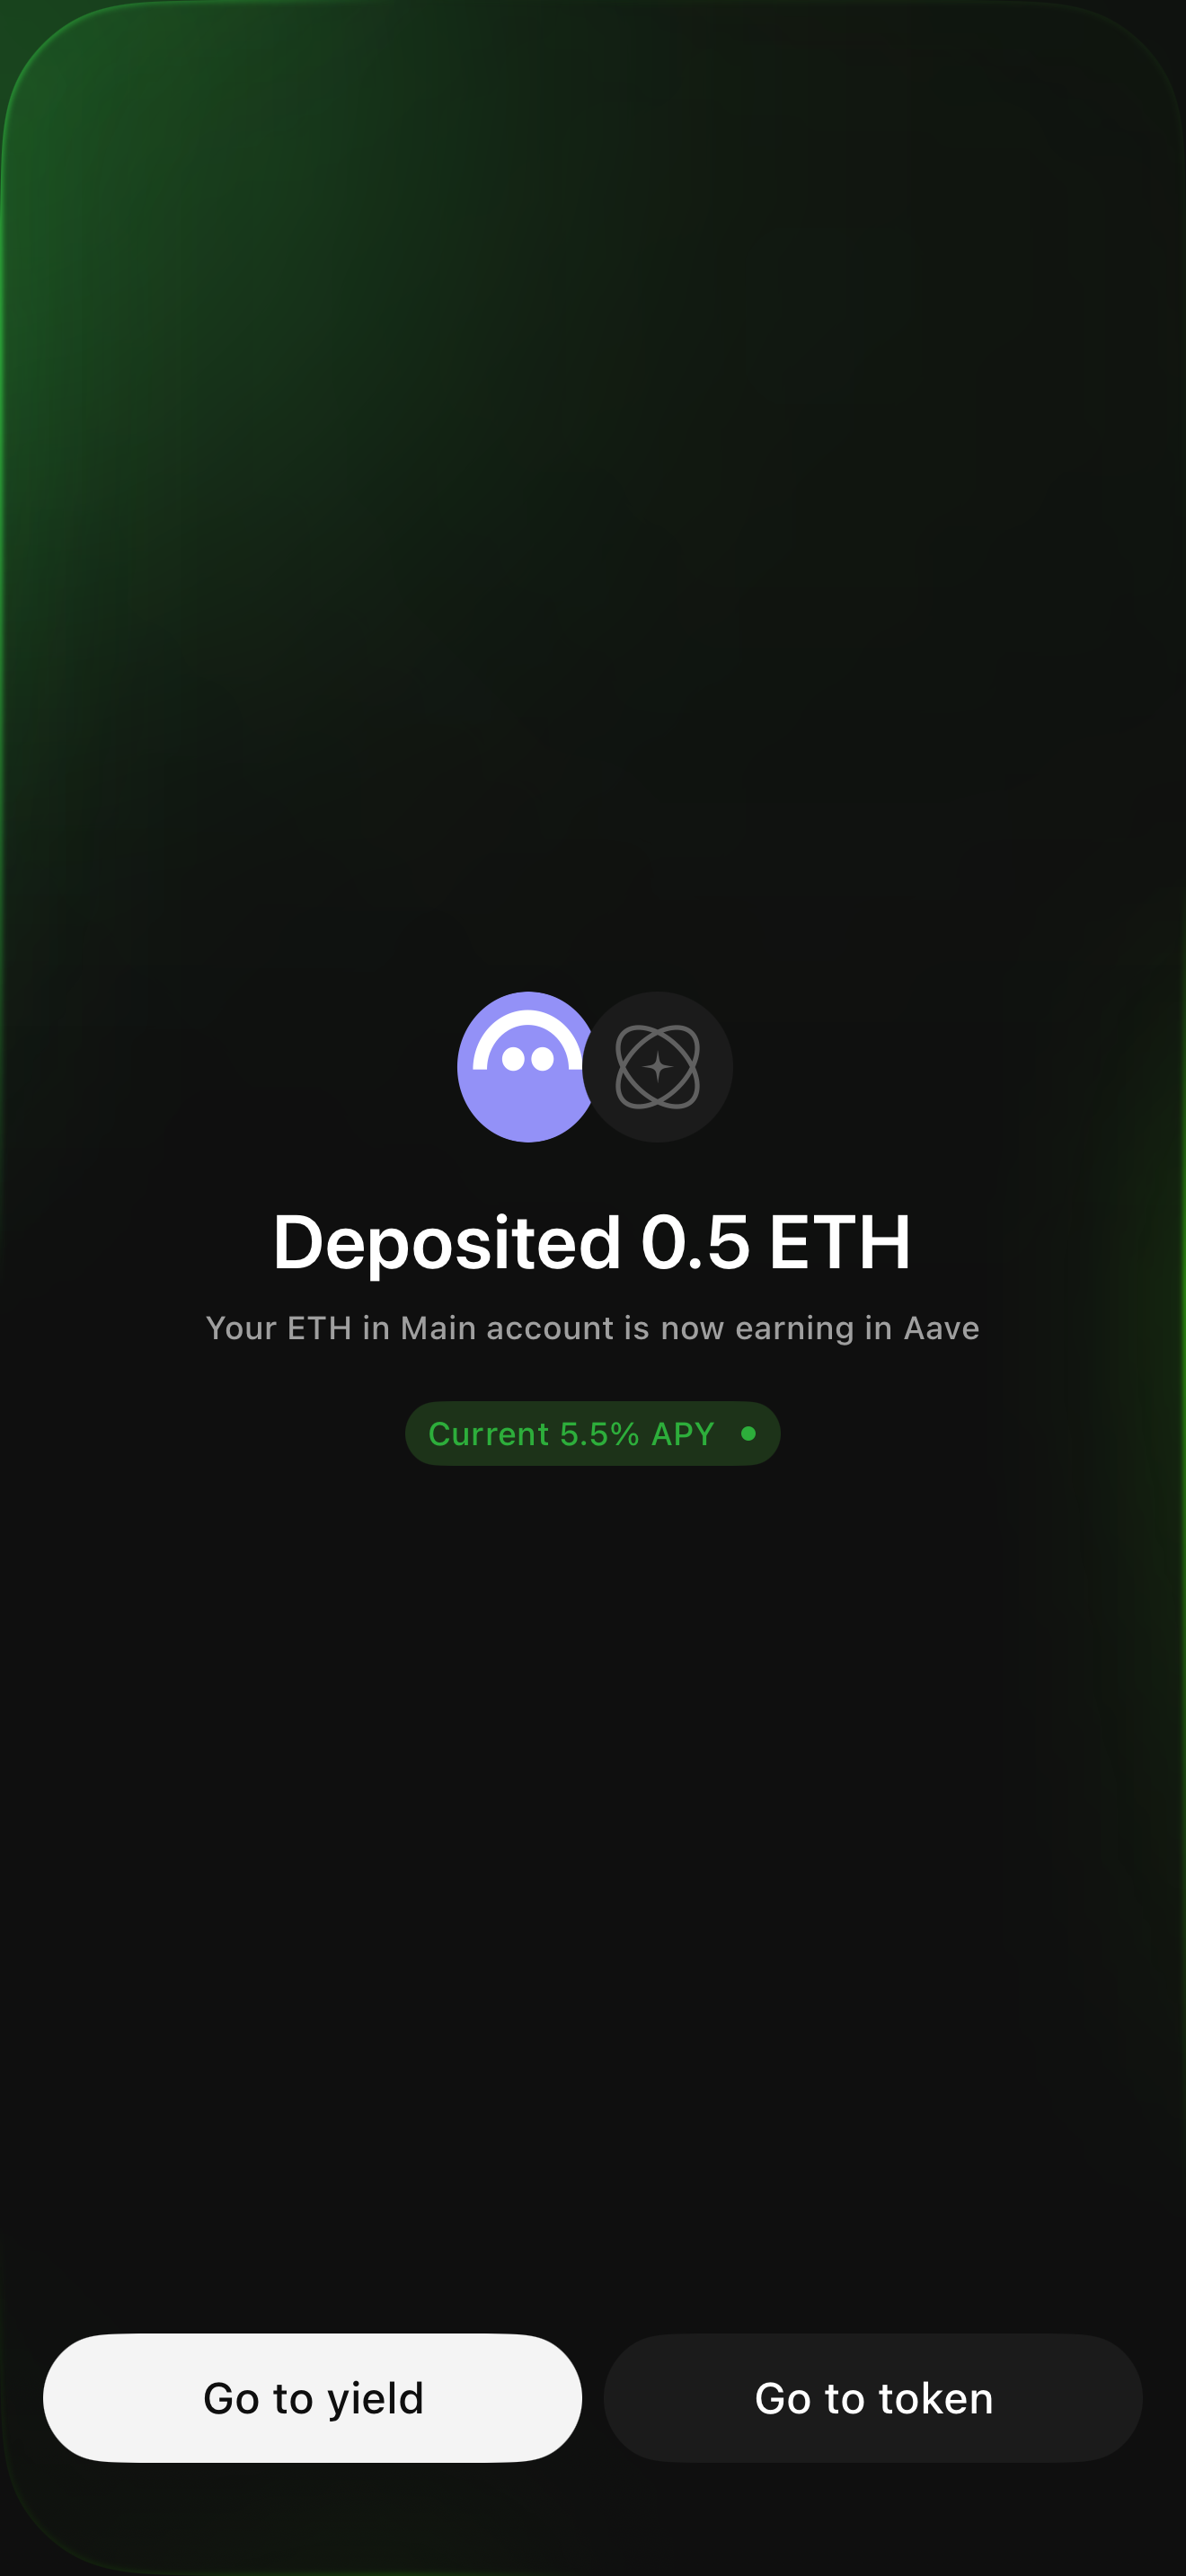 Deposited 0.5 ETH
Your ETH in Main account is now earning in Aave
Current 5.5% APY
Go to yield
Go to token